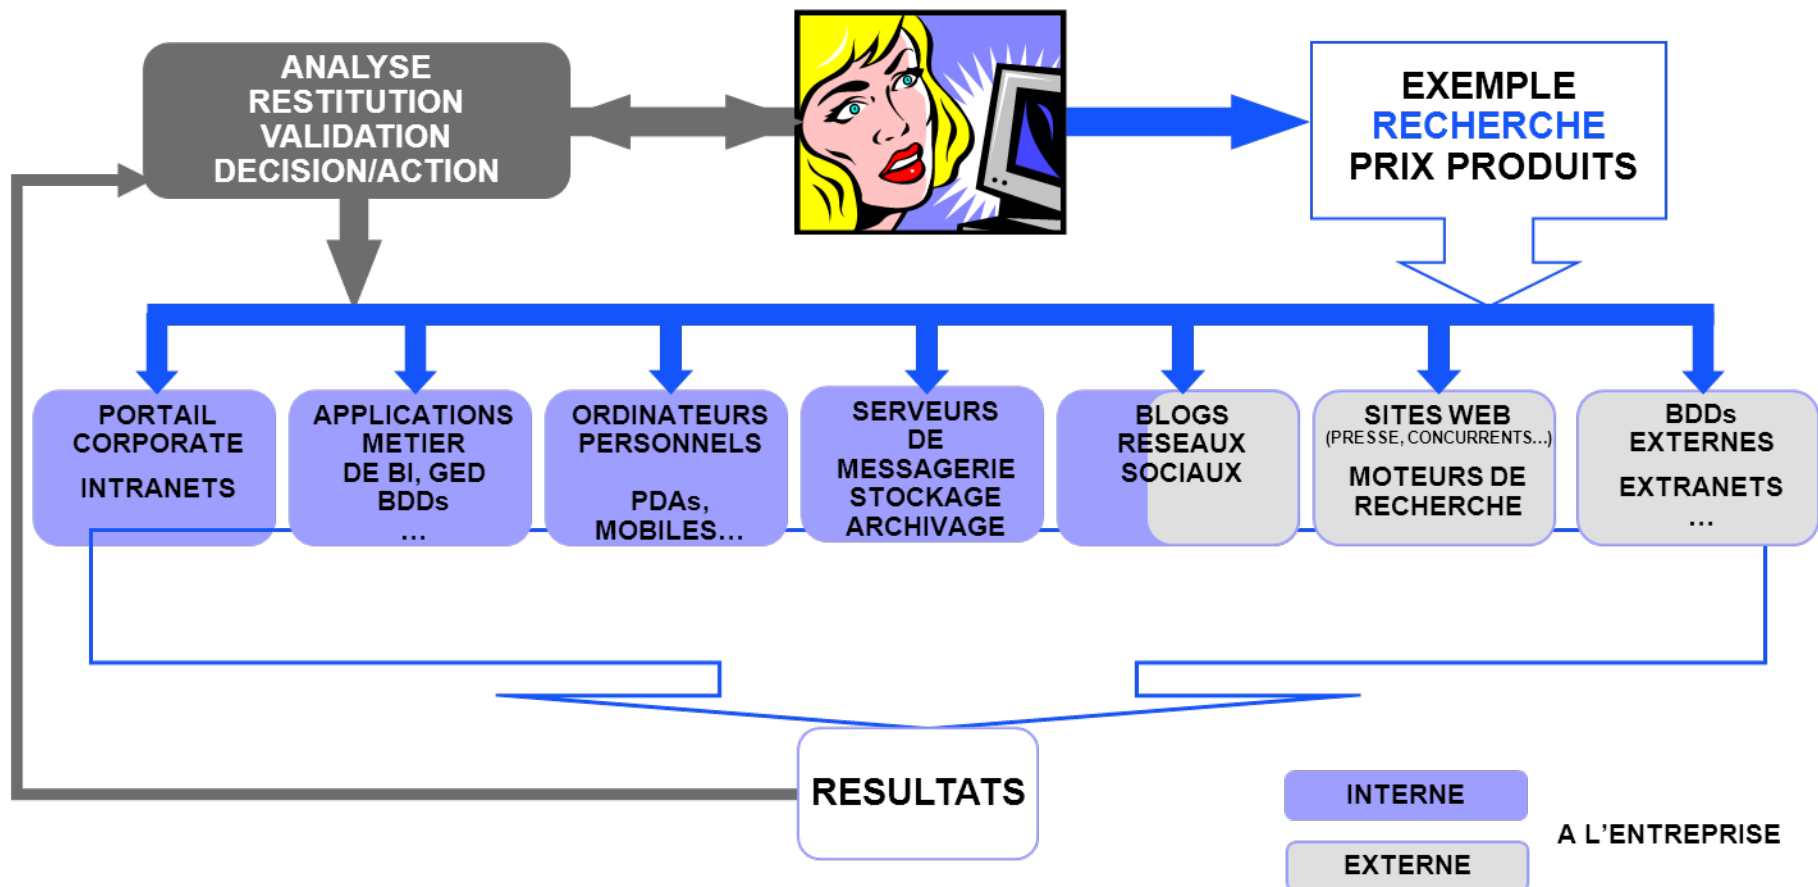 ANALYSE
RESTITUTION
VALIDATION
DECISION/ACTION
EXEMPLE
RECHERCHE
PRIX PRODUITS
PORTAIL
CORPORATE
INTRANETS
APPLICATIONS
METIER
DE BI, GED
BDDs
...
ORDINATEURS
PERSONNELS
PDAs,
MOBILES...
SERVEURS
DE
MESSAGERIE
STOCKAGE
ARCHIVAGE
BLOGS
RESEAUX
SOCIAUX
SITES WEB
(PRESSE, CONCURRENTS...)
MOTEURS DE
RECHERCHE
BDDs
EXTERNES
EXTRANETS
...
RESULTATS
INTERNE
A L’ENTREPRISE
EXTERNE